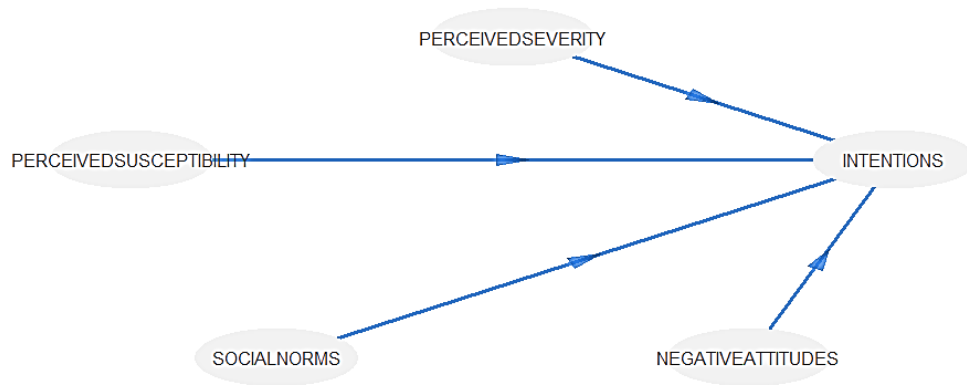 PERCEIVEDSEVERITY
PERCEIVEDSUSCEPTIBILITY
INTENTIONS
SOCIALNORMS
NEGATIVEATTITUDES